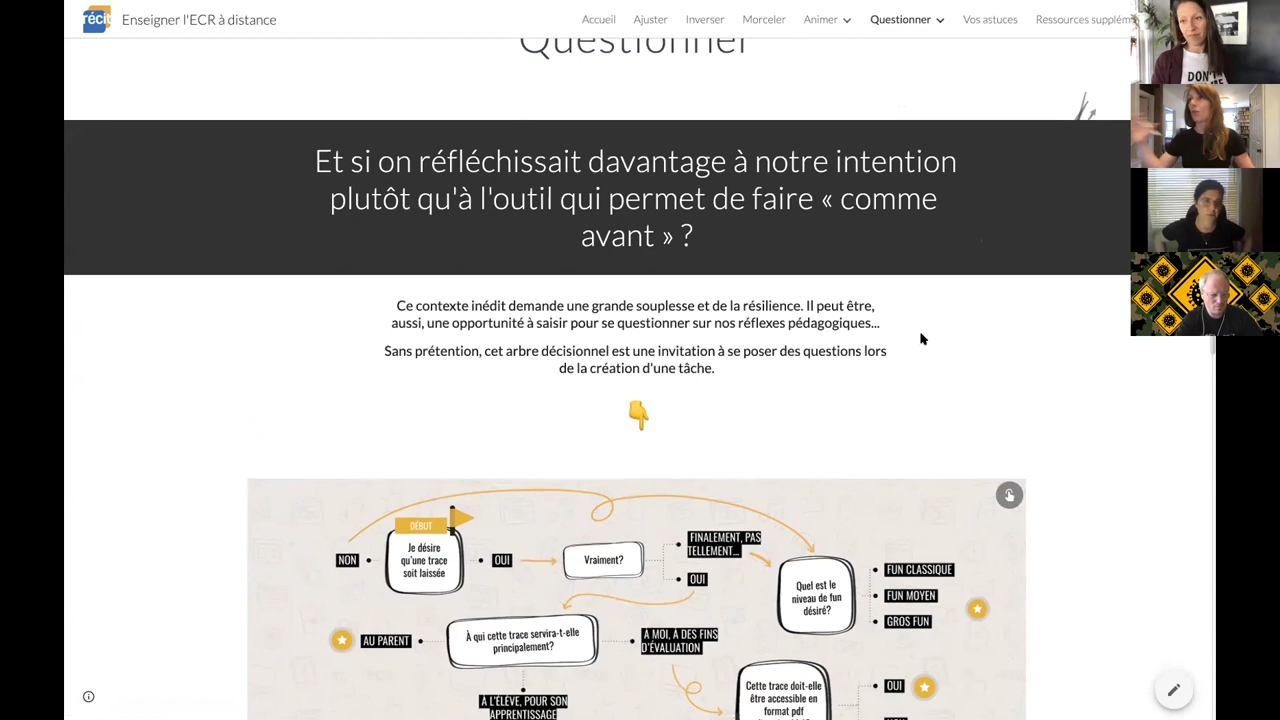 récit
Enseigner l'ECR à distance
Accueil
Ajuster
Inverser
Morceler
Animer
Questionner
Vos astuces
Ressources supplém
Questionner
Et si on réfléchissait davantage à notre intention
plutôt qu'à l'outil qui permet de faire « comme
avant » ?
Ce contexte inédit demande une grande souplesse et de la résilience. Il peut être,
aussi, une opportunité à saisir pour se questionner sur nos réflexes pédagogiques...
Sans prétention, cet arbre décisionnel est une invitation à se poser des questions lors
de la création d'une tâche.
DÉBUT
NON
Je désire
qu'une trace
soit laissée
OUI
Vraiment?
FINALEMENT, PAS
TELLEMENT...
OUI
Quel est le
niveau de fun
désiré?
FUN CLASSIQUE
FUN MOYEN
GROS FUN
AU PARENT
À qui cette trace servira-t-elle
principalement?
À MOI, À DES FINS
D'ÉVALUATION
À L'ÉLÈVE, POUR SON
APPRENTISSAGE
Cette trace doit-elle
être accessible en
format pdf
OUI
DON'T